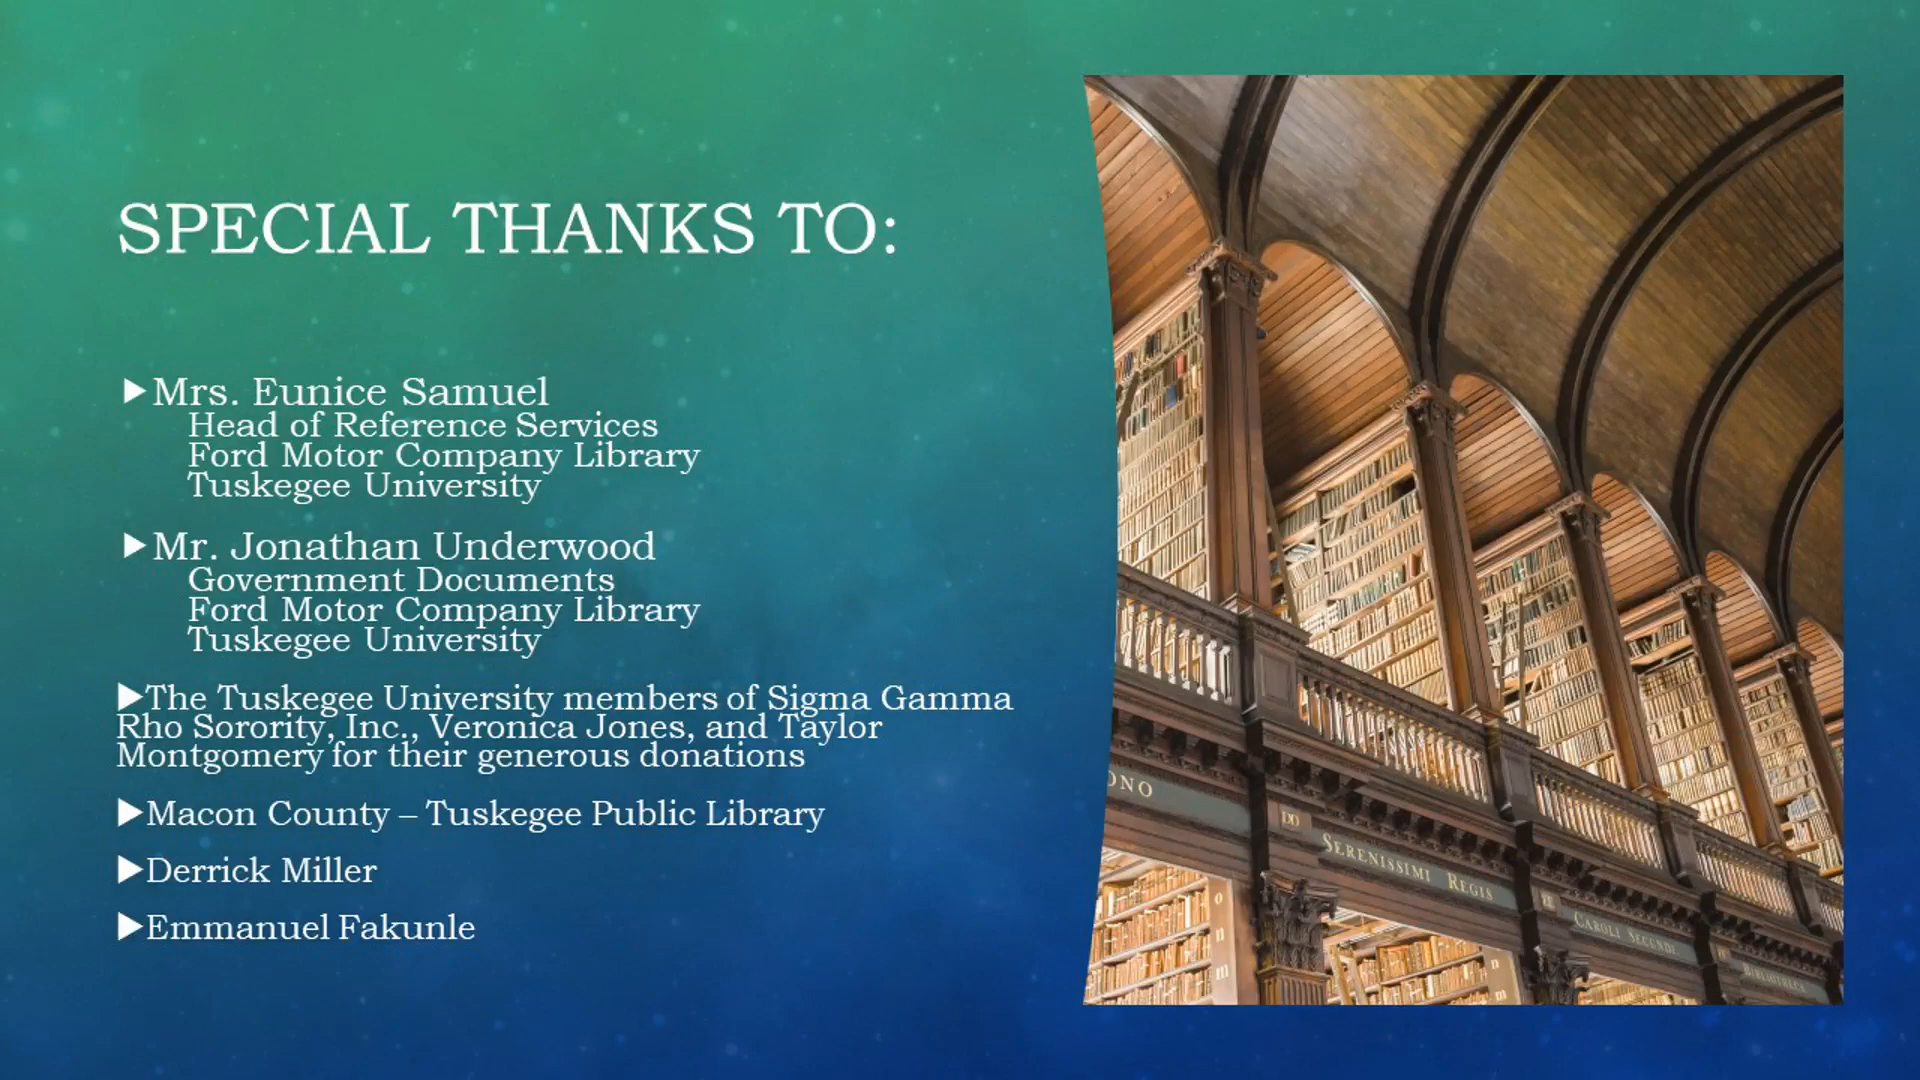 SPECIAL THANKS TO:
▶Mrs. Eunice Samuel
Head of Reference Services
Ford Motor Company Library
Tuskegee University
▶Mr. Jonathan Underwood
Government Documents
Ford Motor Company Library
Tuskegee University
▶The Tuskegee University members of Sigma Gamma
Rho Sorority, Inc., Veronica Jones, and Taylor
Montgomery for their generous donations
▶Macon County – Tuskegee Public Library
▶Derrick Miller
▶Emmanuel Fakunle
ONO
DD
SERENISSIMI REGIS
CAROLI SECUNDI
o
n
m
n
m